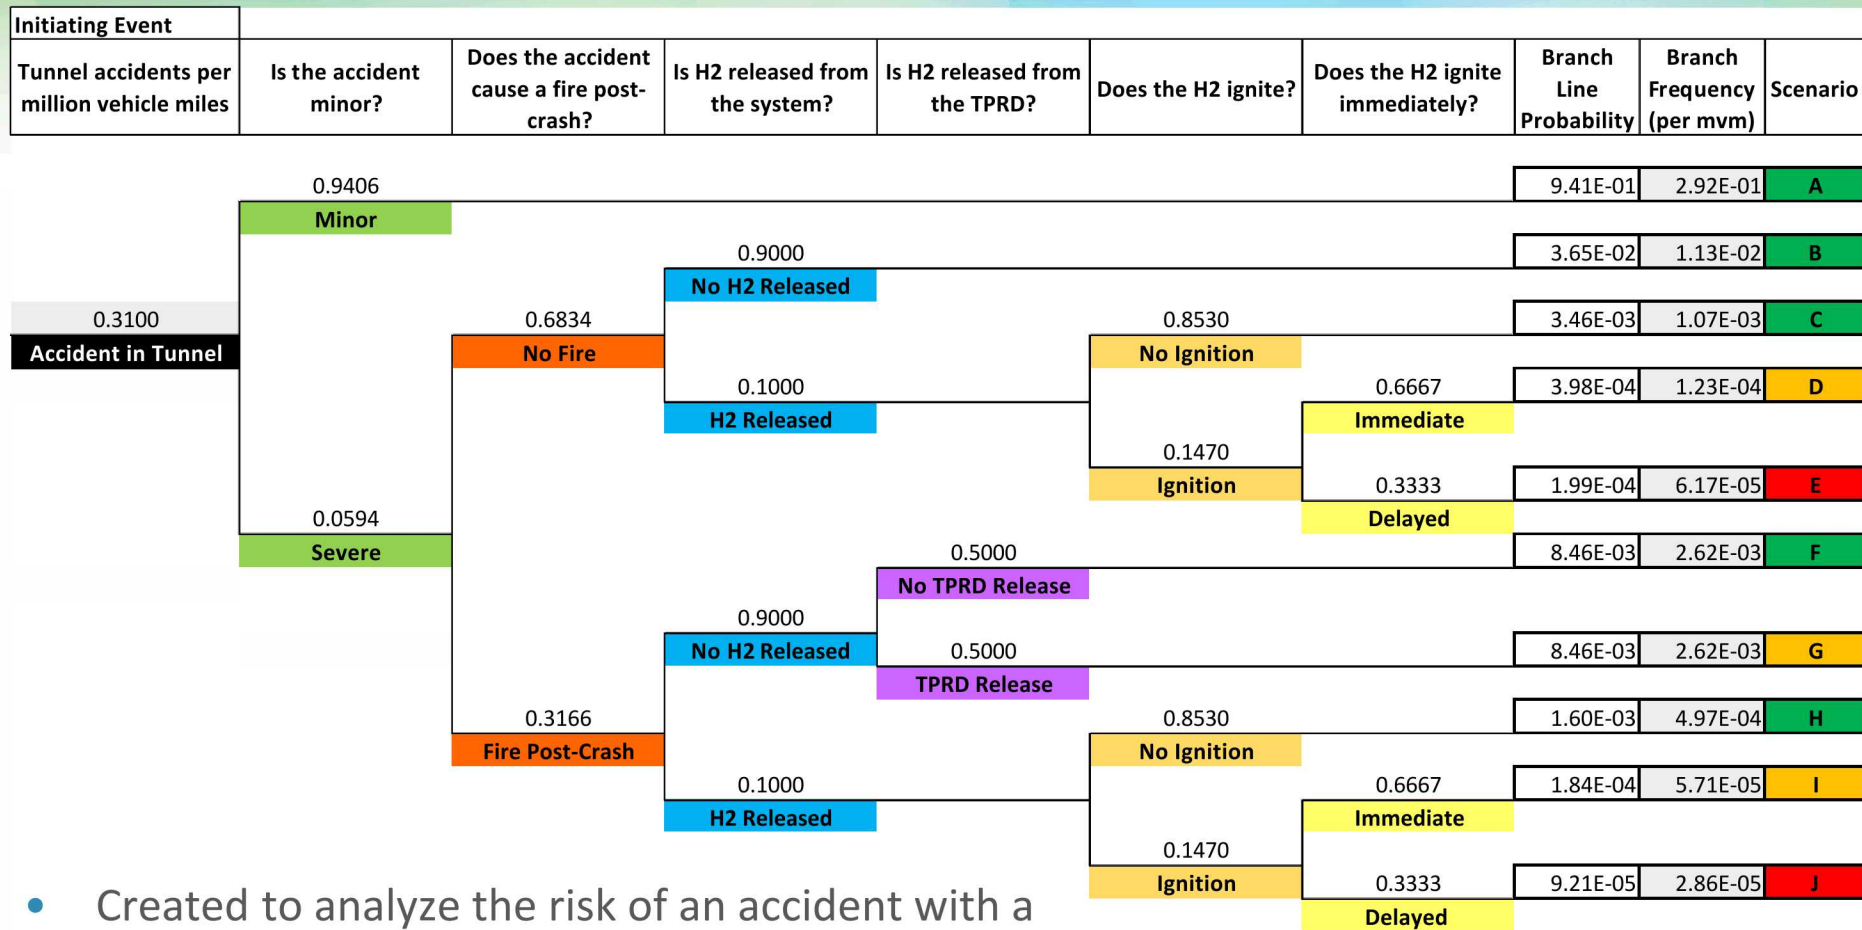 Initiating Event
Tunnel accidents per
million vehicle miles
Is the accident
minor?
Does the accident
cause a fire post-
crash?
Is H2 released from
the system?
Is H2 released from
the TPRD?
Does the H2 ignite?
Does the H2 ignite
immediately?
Branch
Line
Probability
Branch
Frequency
(per mvm)
Scenario
0.9406
Minor
9.41E-01 2.92E-01 A
0.9000
No H2 Released
3.65E-02 1.13E-02 B
0.3100
Accident in Tunnel
0.6834
No Fire
0.8530
No Ignition
3.46E-03 1.07E-03 C
0.1000
H2 Released
0.6667
Immediate
3.98E-04 1.23E-04 D
0.1470
Ignition
0.3333
Delayed
1.99E-04 6.17E-05 E
0.0594
Severe
0.5000
No TPRD Release
8.46E-03 2.62E-03 F
0.9000
No H2 Released
0.5000
TPRD Release
8.46E-03 2.62E-03 G
0.3166
Fire Post-Crash
0.8530
No Ignition
1.60E-03 4.97E-04 H
0.1000
H2 Released
0.6667
Immediate
1.84E-04 5.71E-05 I
0.1470
Ignition
0.3333
Delayed
9.21E-05 2.86E-05 J
• Created to analyze the risk of an accident with a